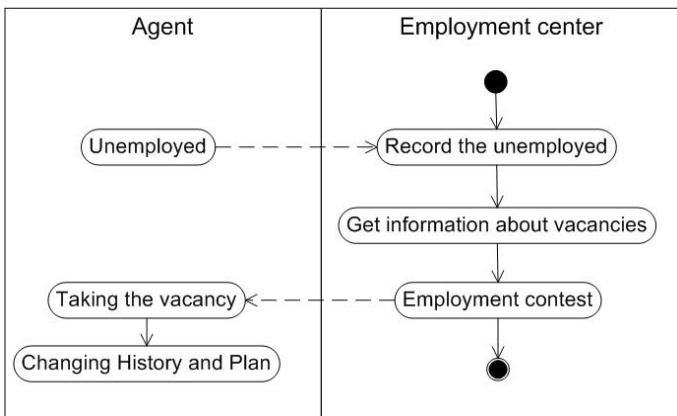 Agent
Employment center
Unemployed
Record the unemployed
Get information about vacancies
Taking the vacancy
Employment contest
Changing History and Plan